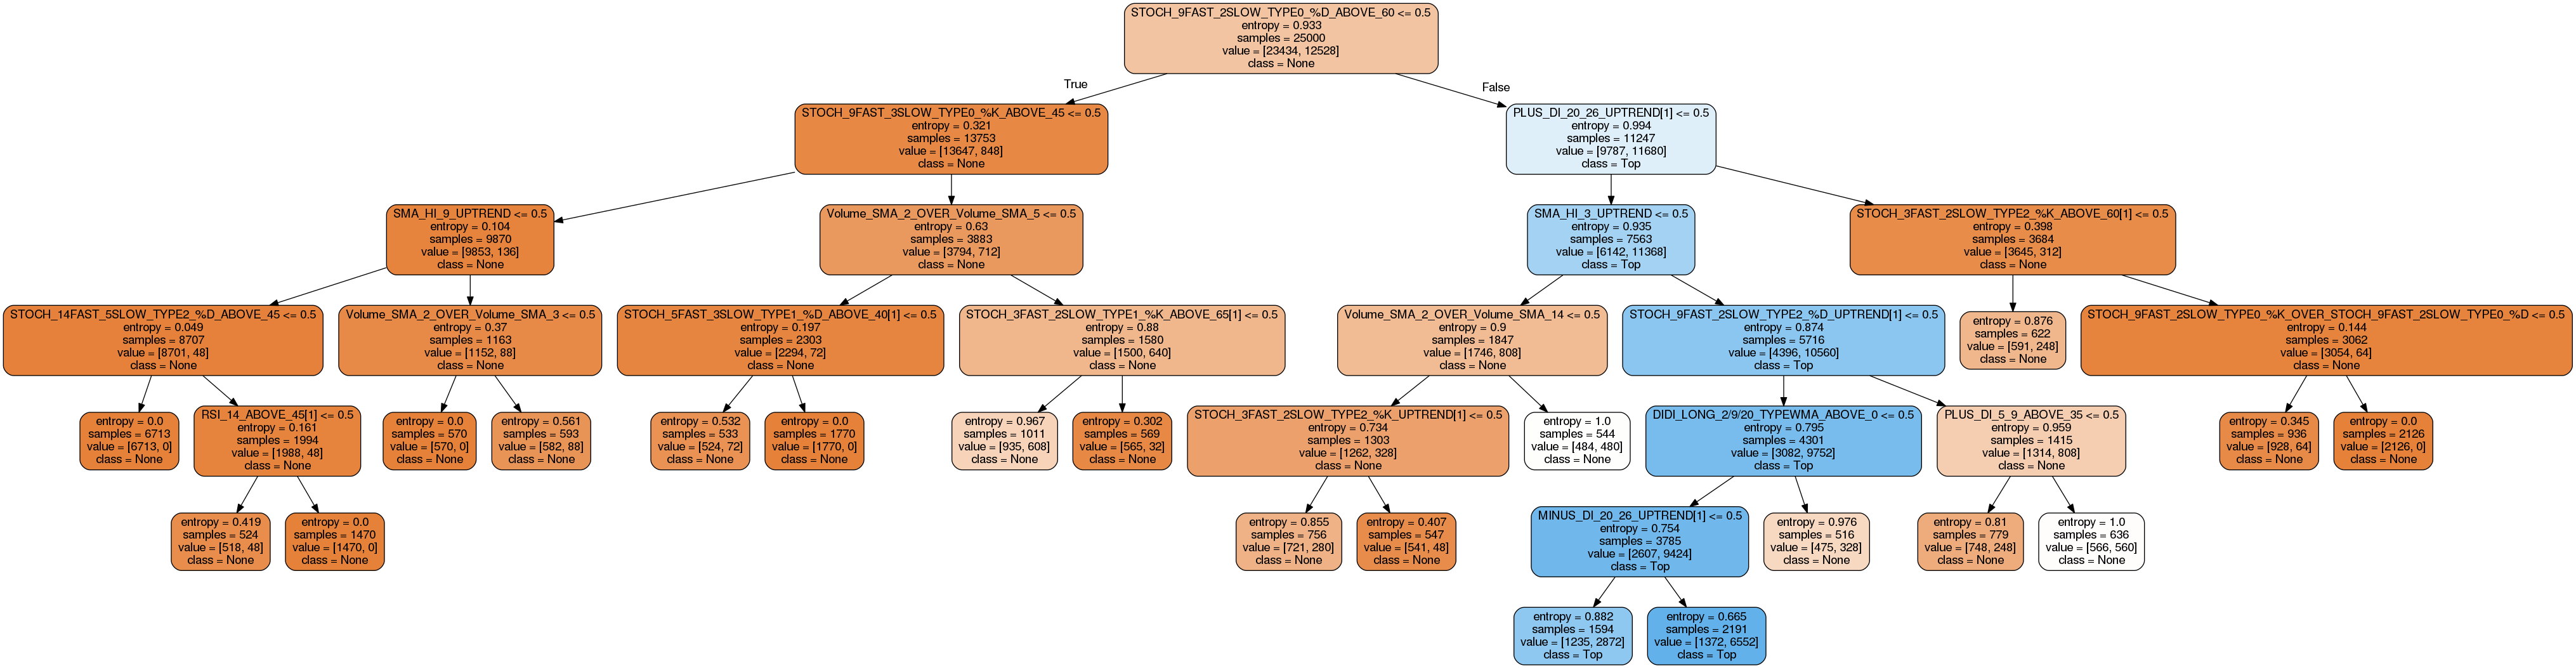 STOCH_9FAST_2SLOW_TYPE0_%D_ABOVE_60 <= 0.5
entropy = 0.933
samples = 25000
value = [23434, 12528]
class = None
True
False
STOCH_9FAST_3SLOW_TYPE0_%K_ABOVE_45 <= 0.5
entropy = 0.321
samples = 13753
value = [13647, 848]
class = None
PLUS_DI_20_26_UPTREND[1] <= 0.5
entropy = 0.994
samples = 11247
value = [9787, 11680]
class = Top
SMA_HI_9_UPTREND <= 0.5
entropy = 0.104
samples = 9870
value = [9853, 136]
class = None
Volume_SMA_2_OVER_Volume_SMA_5 <= 0.5
entropy = 0.63
samples = 3883
value = [3794, 712]
class = None
SMA_HI_3_UPTREND <= 0.5
entropy = 0.935
samples = 7563
value = [6142, 11368]
class = Top
STOCH_3FAST_2SLOW_TYPE2_%K_ABOVE_60[1] <= 0.5
entropy = 0.398
samples = 3684
value = [3645, 312]
class = None
STOCH_14FAST_5SLOW_TYPE2_%D_ABOVE_45 <= 0.5
entropy = 0.049
samples = 8707
value = [8701, 48]
class = None
Volume_SMA_2_OVER_Volume_SMA_3 <= 0.5
entropy = 0.37
samples = 1163
value = [1152, 88]
class = None
STOCH_5FAST_3SLOW_TYPE1_%D_ABOVE_40[1] <= 0.5
entropy = 0.197
samples = 2303
value = [2294, 72]
class = None
STOCH_3FAST_2SLOW_TYPE1_%K_ABOVE_65[1] <= 0.5
entropy = 0.88
samples = 1580
value = [1500, 640]
class = None
Volume_SMA_2_OVER_Volume_SMA_14 <= 0.5
entropy = 0.9
samples = 1847
value = [1746, 808]
class = None
STOCH_9FAST_2SLOW_TYPE2_%D_UPTREND[1] <= 0.5
entropy = 0.874
samples = 5716
value = [4396, 10560]
class = Top
entropy = 0.876
samples = 622
value = [591, 248]
class = None
STOCH_9FAST_2SLOW_TYPE0_%K_OVER_STOCH_9FAST_2SLOW_TYPE0_%D <= 0.5
entropy = 0.144
samples = 3062
value = [3054, 64]
class = None
entropy = 0.0
samples = 6713
value = [6713, 0]
class = None
RSI_14_ABOVE_45[1] <= 0.5
entropy = 0.161
samples = 1994
value = [1988, 48]
class = None
entropy = 0.0
samples = 570
value = [570, 0]
class = None
entropy = 0.561
samples = 593
value = [582, 88]
class = None
entropy = 0.532
samples = 533
value = [524, 72]
class = None
entropy = 0.0
samples = 1770
value = [1770, 0]
class = None
entropy = 0.967
samples = 1011
value = [935, 608]
class = None
entropy = 0.302
samples = 569
value = [565, 32]
class = None
STOCH_3FAST_2SLOW_TYPE2_%K_UPTREND[1] <= 0.5
entropy = 0.734
samples = 1303
value = [1262, 328]
class = None
entropy = 1.0
samples = 544
value = [484, 480]
class = None
DIDI_LONG_2/9/20_TYPEWMA_ABOVE_0 <= 0.5
entropy = 0.795
samples = 4301
value = [3082, 9752]
class = Top
PLUS_DI_5_9_ABOVE_35 <= 0.5
entropy = 0.959
samples = 1415
value = [1314, 808]
class = None
entropy = 0.345
samples = 936
value = [928, 64]
class = None
entropy = 0.0
samples = 2126
value = [2126, 0]
class = None
entropy = 0.419
samples = 524
value = [518, 48]
class = None
entropy = 0.0
samples = 1470
value = [1470, 0]
class = None
entropy = 0.855
samples = 756
value = [721, 280]
class = None
entropy = 0.407
samples = 547
value = [541, 48]
class = None
MINUS_DI_20_26_UPTREND[1] <= 0.5
entropy = 0.754
samples = 3785
value = [2607, 9424]
class = Top
entropy = 0.976
samples = 516
value = [475, 328]
class = None
entropy = 0.81
samples = 779
value = [748, 248]
class = None
entropy = 1.0
samples = 636
value = [566, 560]
class = None
entropy = 0.882
samples = 1594
value = [1235, 2872]
class = Top
entropy = 0.665
samples = 2191
value = [1372, 6552]
class = Top